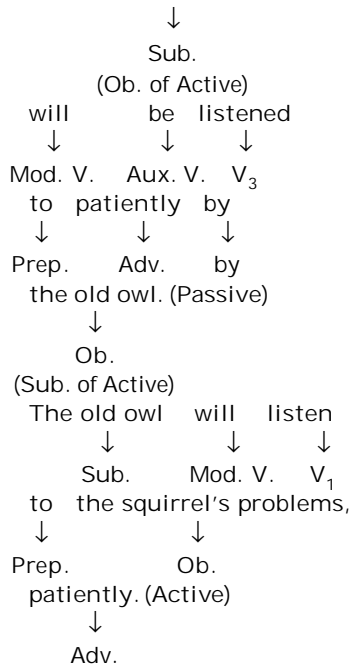 ↓
Sub.
(Ob. of Active)
will be listened
↓ ↓ ↓
Mod. V. Aux. V. V₃
to patiently by
↓ ↓ ↓
Prep. Adv. by
the old owl. (Passive)
↓
Ob.
(Sub. of Active)
The old owl will listen
↓ ↓ ↓
Sub. Mod. V. V₁
to the squirrel's problems,
↓ ↓
Prep. Ob.
patiently. (Active)
↓
Adv.